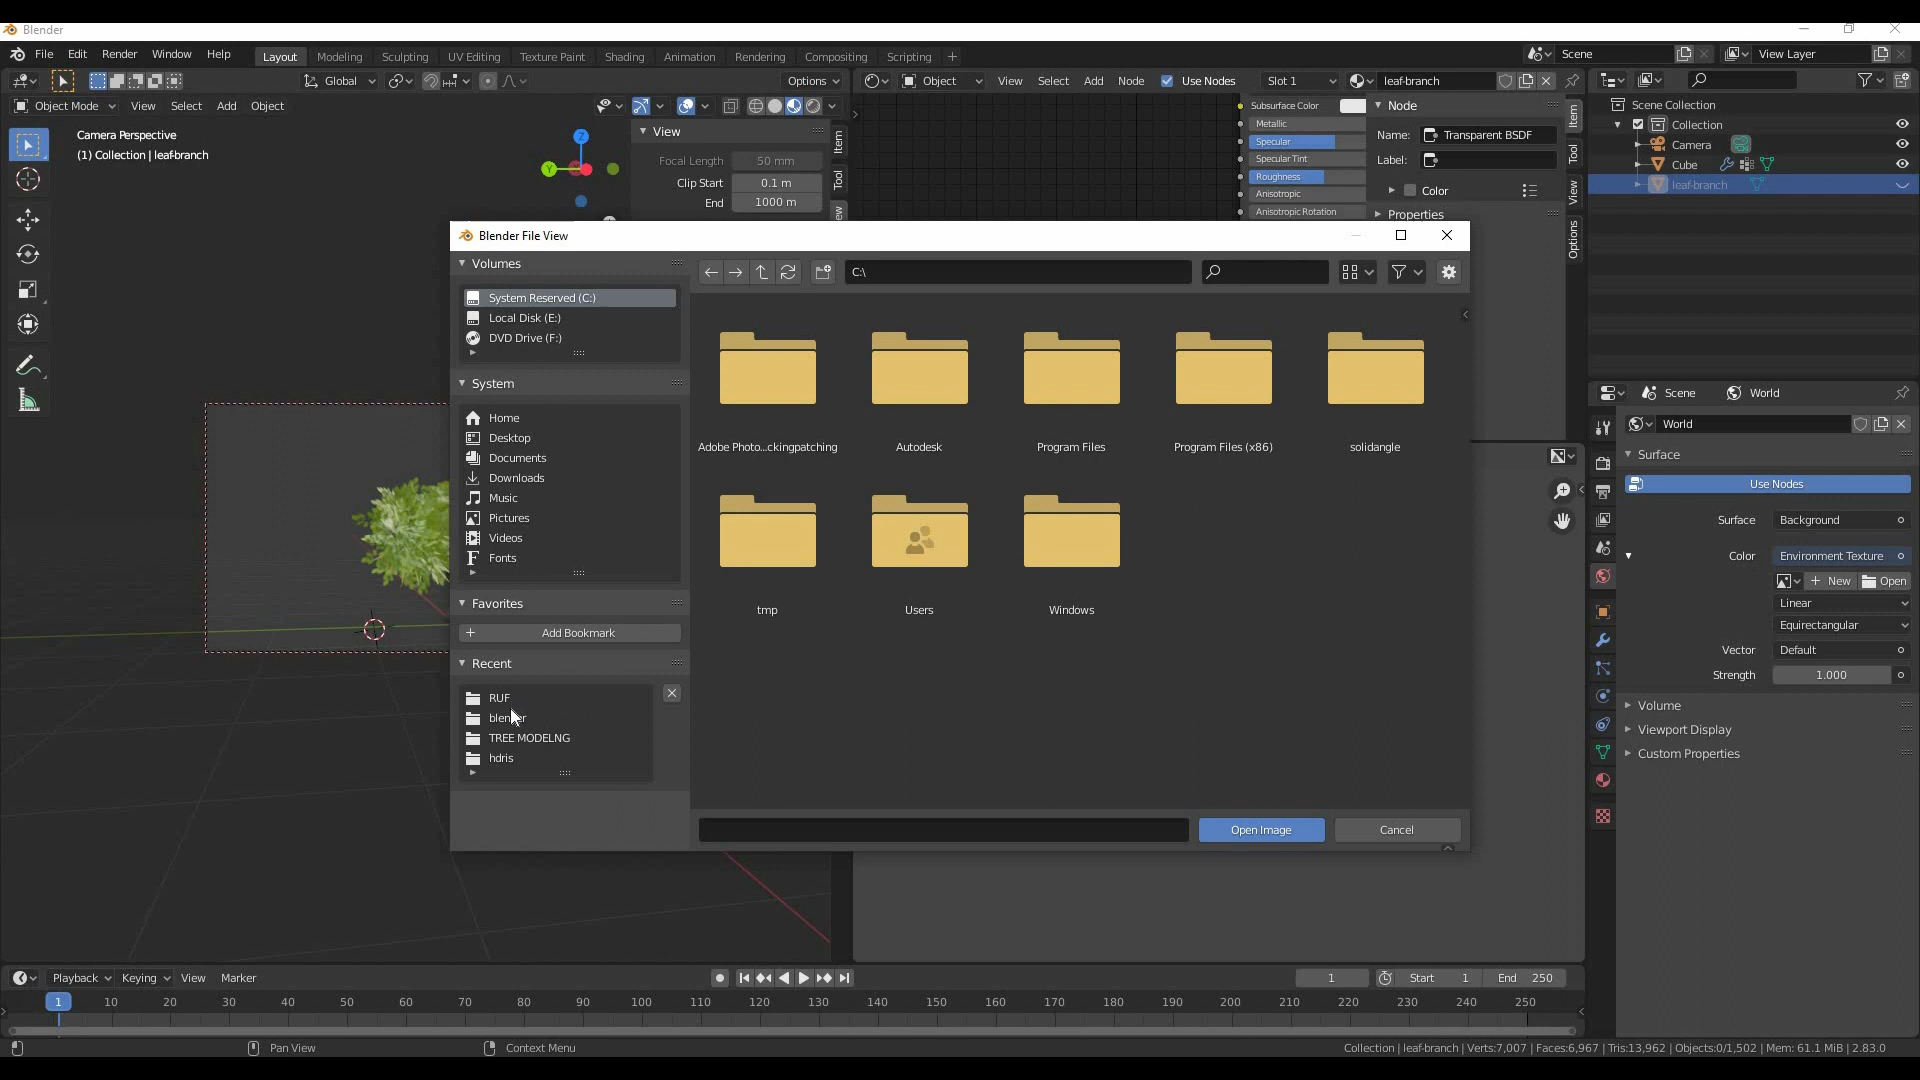 Blender
File Edit Render Window Help Layout Modeling Sculpting UV Editing Texture Paint Shading Animation Rendering Compositing Scripting + Scene View Layer
Global Options Object View Select Add Node Use Nodes Slot 1 leaf-branch
Object Mode View Select Add Object
Camera Perspective
(1) Collection | leaf-branch
Z
Y
View
Focal Length 50 mm
Clip Start 0.1 m
End 1000 m
Item
Tool
Subsurface Color
Metallic
Specular
Specular Tint
Roughness
Anisotropic
Anisotropic Rotation
Node
Name: Transparent BSDF
Label:
Color
Properties
Item
Tool
View
Options
Scene Collection
Collection
Camera
Cube
leaf-branch
Blender File View
Volumes
System Reserved (C:)
Local Disk (E:)
DVD Drive (F:)
System
Home
Desktop
Documents
Downloads
Music
Pictures
Videos
Fonts
Favorites
Add Bookmark
Recent
RUF
blender
TREE MODELNG
hdris
C:\
Adobe Photo...ckingpatching Autodesk Program Files Program Files (x86) solidangle
tmp Users Windows
Open Image Cancel
Scene World
World
Surface
Use Nodes
Surface Background
Color Environment Texture
New Open
Linear
Equirectangular
Vector Default
Strength 1.000
Volume
Viewport Display
Custom Properties
Playback Keying View Marker 1 Start 1 End 250
1 10 20 30 40 50 60 70 80 90 100 110 120 130 140 150 160 170 180 190 200 210 220 230 240 250
Pan View Context Menu Collection | leaf-branch | Verts:7,007 | Faces:6,967 | Tris:13,962 | Objects:0/1,502 | Mem: 61.1 MiB | 2.83.0